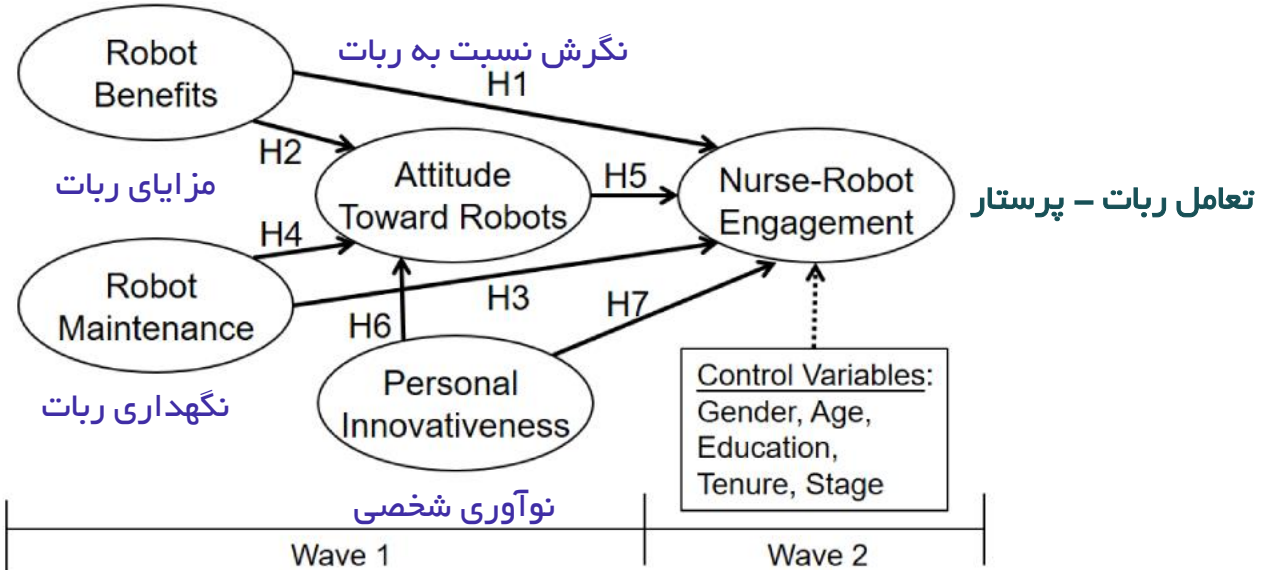 Robot
Benefits
نگرش نسبت به ربات
H1
H2
مزایای ربات
Attitude
Toward Robots
H5
Nurse-Robot
Engagement
تعامل ربات – پرستار
H4
Robot
Maintenance
H3
H6
H7
نگهداری ربات
Personal
Innovativeness
نوآوری شخصی
Control Variables:
Gender, Age,
Education,
Tenure, Stage
Wave 1
Wave 2